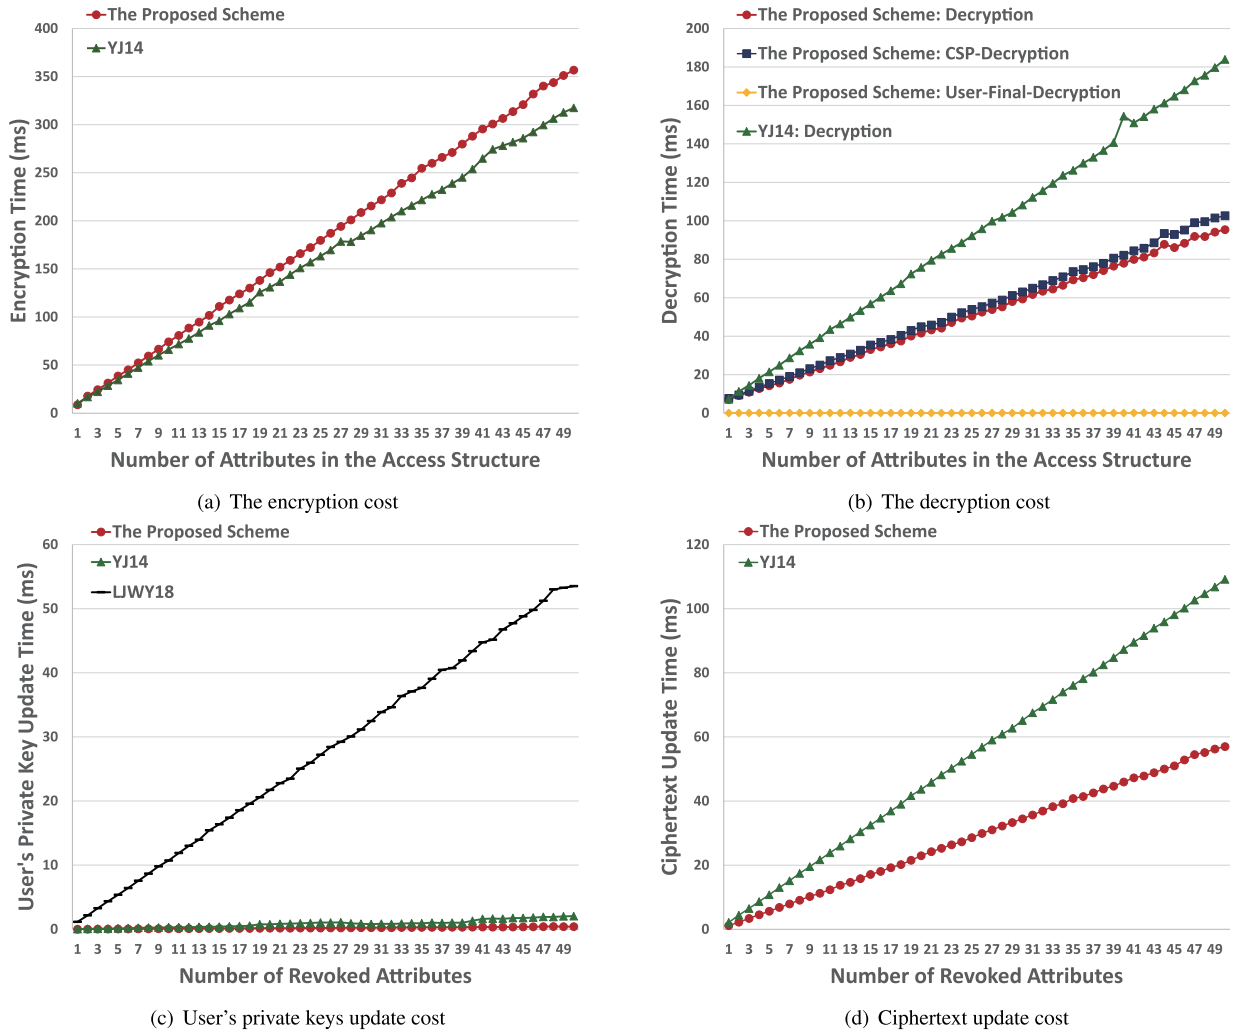 The Proposed Scheme
YJ14
400
350
300
250
200
150
100
50
0
Encryption Time (ms)
1 3 5 7 9 11 13 15 17 19 21 23 25 27 29 31 33 35 37 39 41 43 45 47 49
Number of Attributes in the Access Structure
(a) The encryption cost
The Proposed Scheme: Decryption
The Proposed Scheme: CSP-Decryption
The Proposed Scheme: User-Final-Decryption
YJ14: Decryption
200
180
160
140
120
100
80
60
40
20
0
Decryption Time (ms)
1 3 5 7 9 11 13 15 17 19 21 23 25 27 29 31 33 35 37 39 41 43 45 47 49
Number of Attributes in the Access Structure
(b) The decryption cost
The Proposed Scheme
YJ14
LJWY18
60
50
40
30
20
10
0
User's Private Key Update Time (ms)
1 3 5 7 9 11 13 15 17 19 21 23 25 27 29 31 33 35 37 39 41 43 45 47 49
Number of Revoked Attributes
(c) User's private keys update cost
The Proposed Scheme
YJ14
120
100
80
60
40
20
0
Ciphertext Update Time (ms)
1 3 5 7 9 11 13 15 17 19 21 23 25 27 29 31 33 35 37 39 41 43 45 47 49
Number of Revoked Attributes
(d) Ciphertext update cost